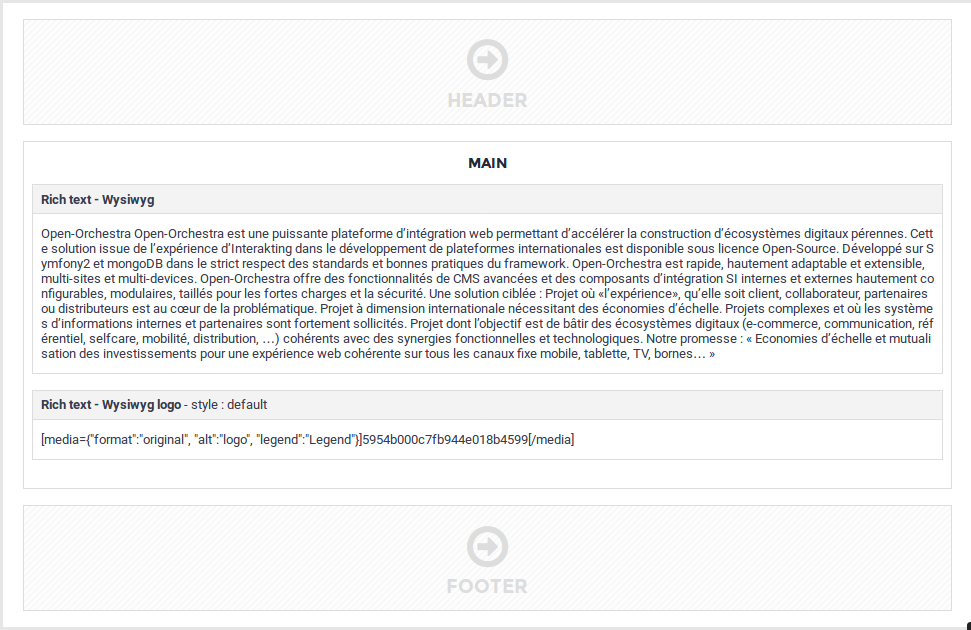 HEADER
MAIN
Rich text - Wysiwyg
Open-Orchestra Open-Orchestra est une puissante plateforme d’intégration web permettant d’accélérer la construction d’écosystèmes digitaux pérennes. Cett
e solution issue de l’expérience d’Interakting dans le développement de plateformes internationales est disponible sous licence Open-Source. Développé sur S
ymfony2 et mongoDB dans le strict respect des standards et bonnes pratiques du framework. Open-Orchestra est rapide, hautement adaptable et extensible,
multi-sites et multi-devices. Open-Orchestra offre des fonctionnalités de CMS avancées et des composants d’intégration SI internes et externes hautement co
nfigurables, modulaires, taillés pour les fortes charges et la sécurité. Une solution ciblée : Projet où «l’expérience», qu’elle soit client, collaborateur, partenaires
ou distributeurs est au cœur de la problématique. Projet à dimension internationale nécessitant des économies d’échelle. Projets complexes et où les système
s d’informations internes et partenaires sont fortement sollicités. Projet dont l’objectif est de bâtir des écosystèmes digitaux (e-commerce, communication, réf
érentiel, selfcare, mobilité, distribution, …) cohérents avec des synergies fonctionnelles et technologiques. Notre promesse : « Economies d’échelle et mutuali
sation des investissements pour une expérience web cohérente sur tous les canaux fixe mobile, tablette, TV, bornes… »
Rich text - Wysiwyg logo - style : default
[media={"format":"original", "alt":"logo", "legend":"Legend"}]5954b000c7fb944e018b4599[/media]
FOOTER